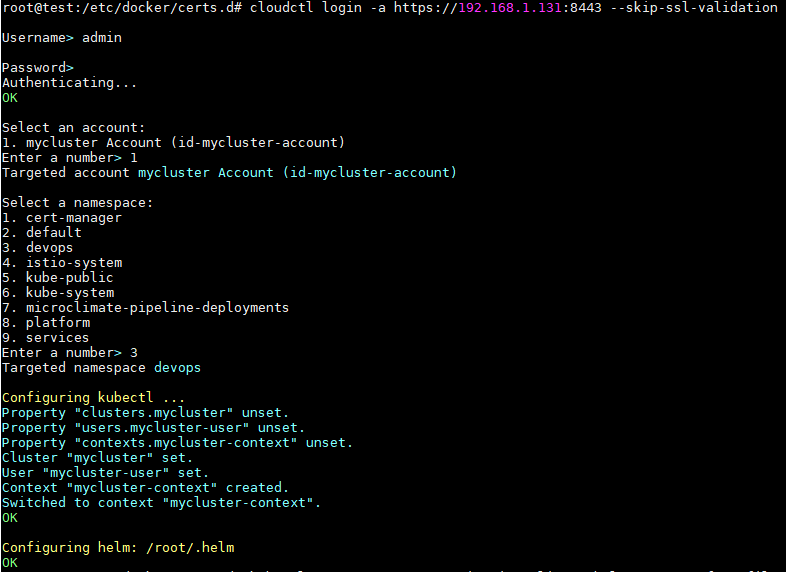 root@test:/etc/docker/certs.d# cloudctl login -a https://192.168.1.131:8443 --skip-ssl-validation
Username> admin
Password>
Authenticating...
OK
Select an account:
1. mycluster Account (id-mycluster-account)
Enter a number> 1
Targeted account mycluster Account (id-mycluster-account)
Select a namespace:
1. cert-manager
2. default
3. devops
4. istio-system
5. kube-public
6. kube-system
7. microclimate-pipeline-deployments
8. platform
9. services
Enter a number> 3
Targeted namespace devops
Configuring kubectl ...
Property "clusters.mycluster" unset.
Property "users.mycluster-user" unset.
Property "contexts.mycluster-context" unset.
Cluster "mycluster" set.
User "mycluster-user" set.
Context "mycluster-context" created.
Switched to context "mycluster-context".
OK
Configuring helm: /root/.helm
OK